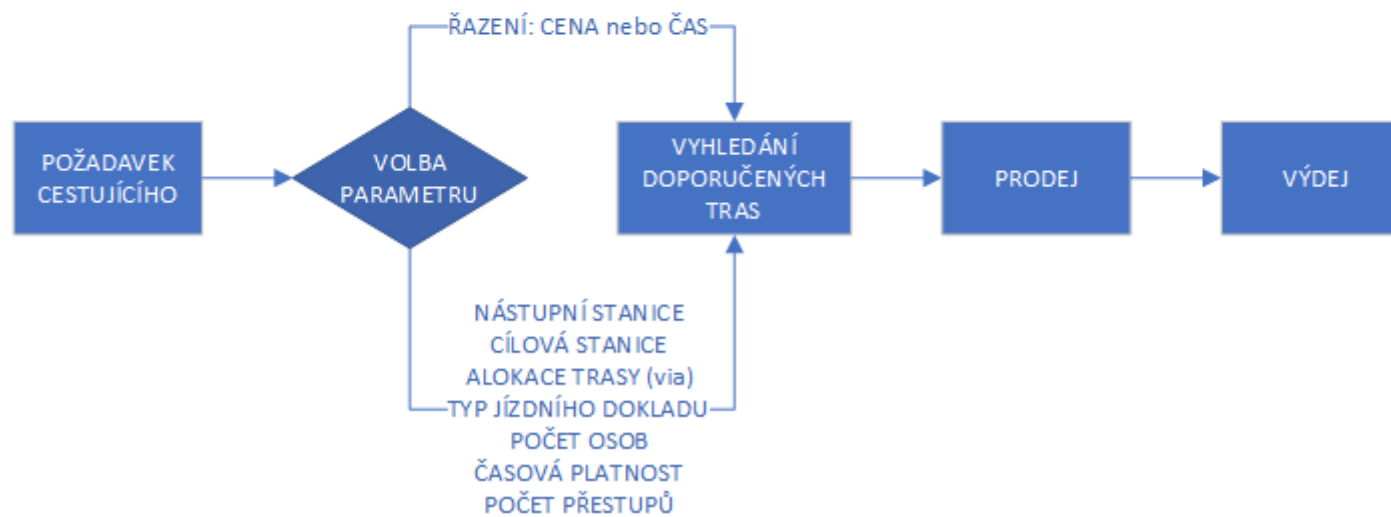 ŘAZENÍ: CENA nebo ČAS
POŽADAVEK
CESTUJÍCÍHO
VOLBA
PARAMETRU
VYHLEDÁNÍ
DOPORUČENÝCH
TRAS
PRODEJ
VÝDEJ
NÁSTUPNÍ STANICE
CÍLOVÁ STANICE
ALOKACE TRASY (via)
TYP JÍZDNÍHO DOKLADU
POČET OSOB
ČASOVÁ PLATNOST
POČET PŘESTUPŮ